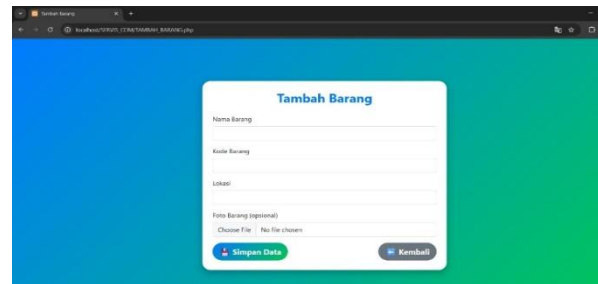 Tambah Barang
localhost/SERVIS_COM/TAMBAH_BARANG.php
Tambah Barang
Nama Barang
Kode Barang
Lokasi
Foto Barang (opsional)
Choose File No file chosen
Simpan Data
Kembali